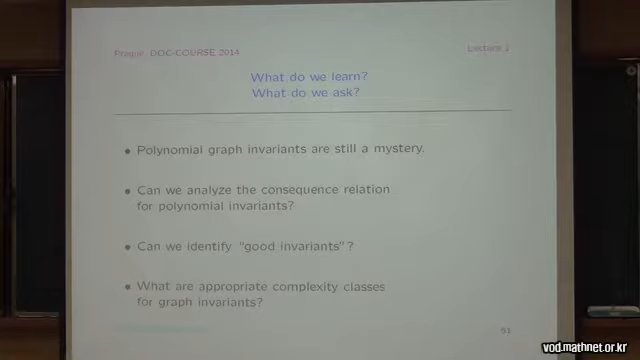 Prague, DOC-COURSE 2014
Lecture 2
What do we learn?
What do we ask?
• Polynomial graph invariants are still a mystery.
• Can we analyze the consequence relation
for polynomial invariants?
• Can we identify "good invariants"?
• What are appropriate complexity classes
for graph invariants?
vod.mathnet.or.kr